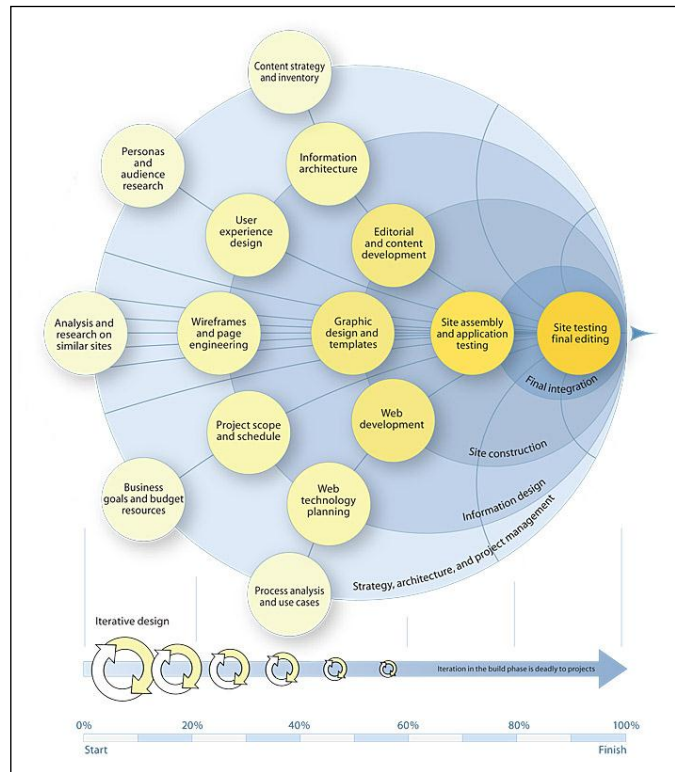 Content strategy
and inventory
Personas and
audience
research
Information
architecture
User
experience
design
Editorial
and content
development
Analysis and
research on
similar sites
Wireframes
and page
engineering
Graphic
design and
templates
Site assembly
and application
testing
Site testing
final editing
Final integration
Project scope
and schedule
Web
development
Site construction
Business
goals and budget
resources
Web
technology
planning
Information design
Process analysis
and use cases
Strategy, architecture, and project management
Iterative design
Iteration in the build phase is deadly to projects
0% 20% 40% 60% 80% 100%
Start Finish